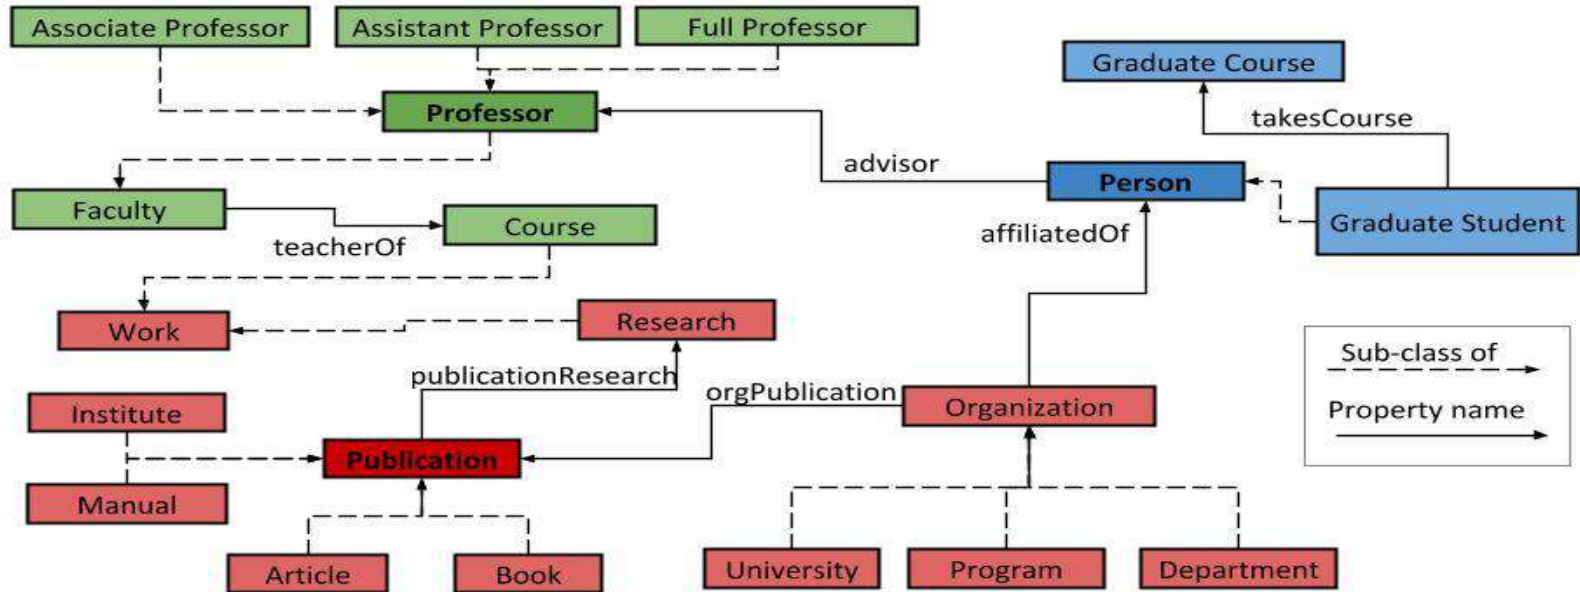 Associate Professor
Assistant Professor
Full Professor
Graduate Course
Professor
takesCourse
advisor
Person
Faculty
Course
Graduate Student
teacherOf
affiliatedOf
Work
Research
Sub-class of
publicationResearch
orgPublication
Institute
Organization
Property name
Publication
Manual
Article
Book
University
Program
Department